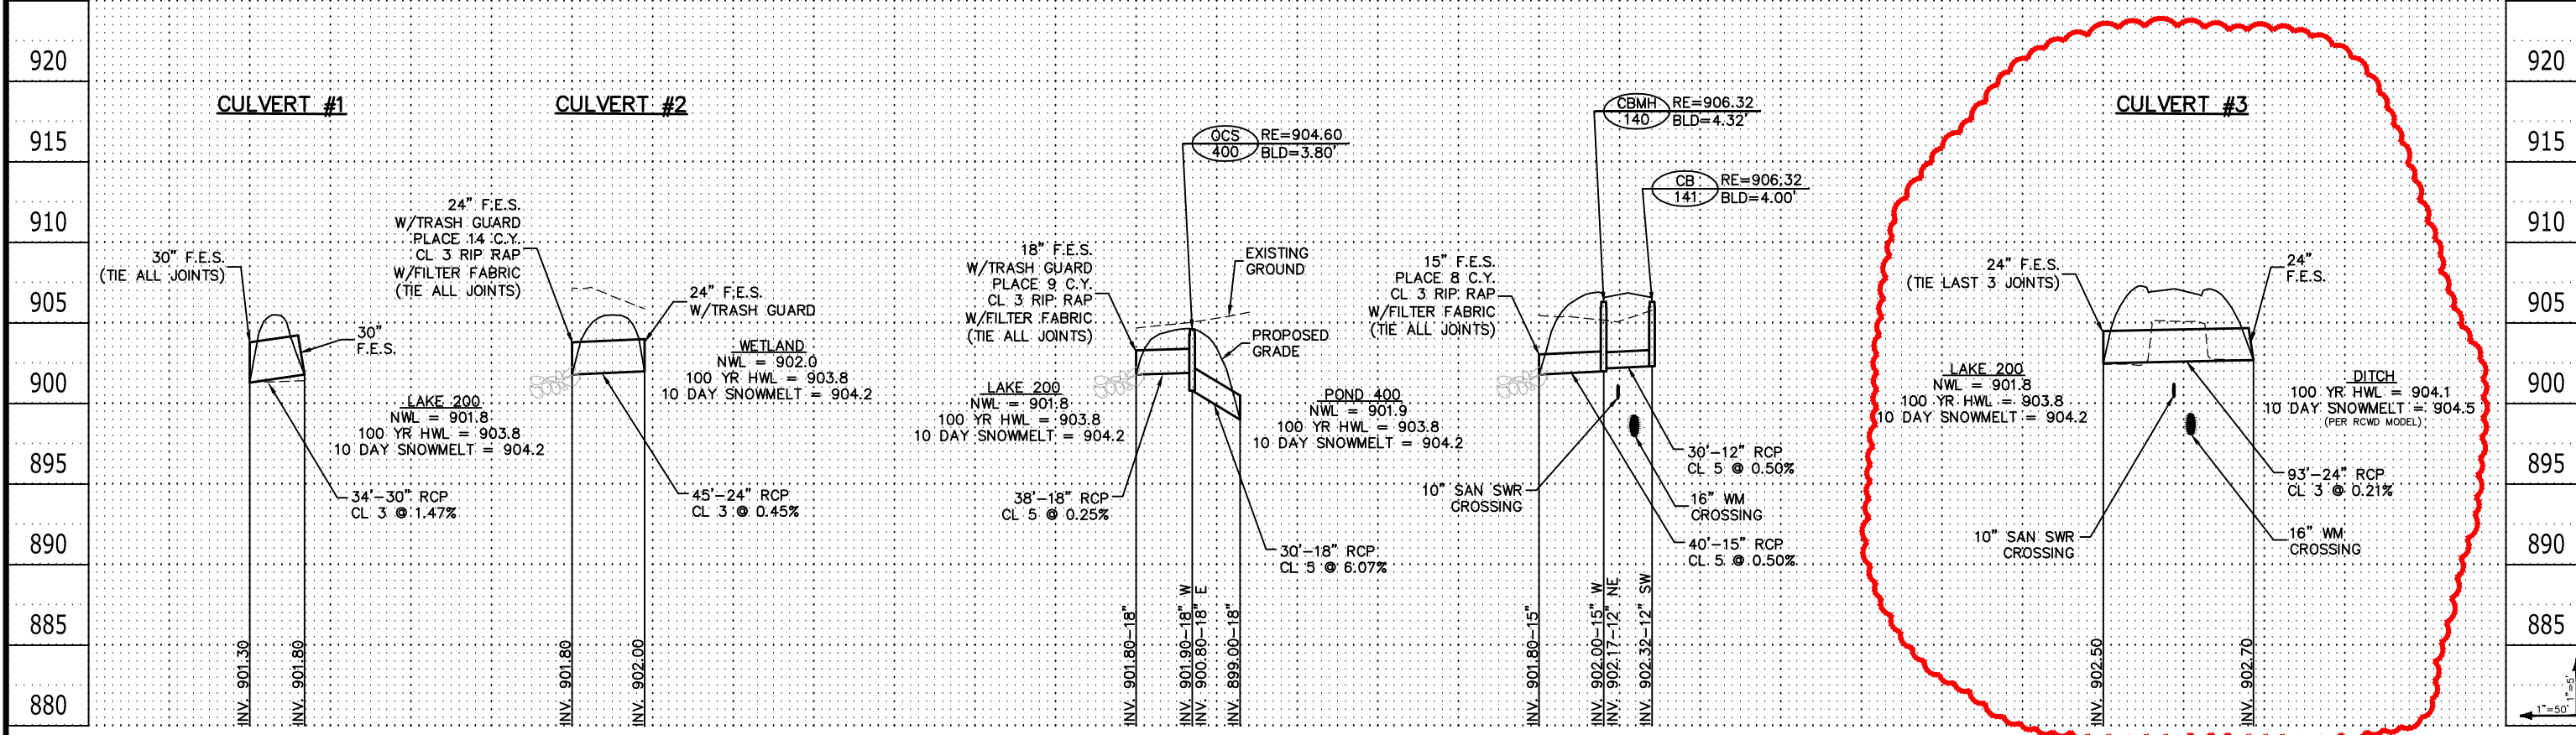 920
915
910
905
900
895
890
885
880
CULVERT #1
30" F.E.S.
(TIE ALL JOINTS)
30"
F.E.S.
LAKE 200
NWL = 901.8
100 YR HWL = 903.8
10 DAY SNOWMELT = 904.2
34'-30" RCP
CL 3 @ 1.47%
INV. 901.30
INV. 901.80
CULVERT #2
24" F.E.S.
W/TRASH GUARD
PLACE 14 C.Y.
CL 3 RIP RAP
W/FILTER FABRIC
(TIE ALL JOINTS)
24" F.E.S.
W/TRASH GUARD
WETLAND
NWL = 902.0
100 YR HWL = 903.8
10 DAY SNOWMELT = 904.2
45'-24" RCP
CL 3 @ 0.45%
INV. 901.80
INV. 902.00
OCS
400
RE=904.60
BLD=3.80'
18" F.E.S.
W/TRASH GUARD
PLACE 9 C.Y.
CL 3 RIP RAP
W/FILTER FABRIC
(TIE ALL JOINTS)
EXISTING
GROUND
PROPOSED
GRADE
LAKE 200
NWL = 901.8
100 YR HWL = 903.8
10 DAY SNOWMELT = 904.2
POND 400
NWL = 901.9
100 YR HWL = 903.8
10 DAY SNOWMELT = 904.2
38'-18" RCP
CL 5 @ 0.25%
30'-18" RCP
CL 5 @ 6.07%
INV. 901.80-18"
INV. 901.90-18" W
INV. 900.80-18" E
INV. 899.00-18"
CBMH
140
RE=906.32
BLD=4.32'
CB
141
RE=906.32
BLD=4.00'
15" F.E.S.
PLACE 8 C.Y.
CL 3 RIP RAP
W/FILTER FABRIC
(TIE ALL JOINTS)
10" SAN SWR
CROSSING
30'-12" RCP
CL 5 @ 0.50%
16" WM
CROSSING
40'-15" RCP
CL 5 @ 0.50%
INV. 901.80-15"
INV. 902.00-15" W
INV. 902.17-12" NE
INV. 902.32-12" SW
CULVERT #3
24" F.E.S.
(TIE LAST 3 JOINTS)
24"
F.E.S.
LAKE 200
NWL = 901.8
100 YR HWL = 903.8
10 DAY SNOWMELT = 904.2
DITCH
100 YR HWL = 904.1
10 DAY SNOWMELT = 904.5
(PER RCWD MODEL)
93'-24" RCP
CL 3 @ 0.21%
10" SAN SWR
CROSSING
16" WM
CROSSING
INV. 902.50
INV. 902.70
920
915
910
905
900
895
890
885
880
1"=5'
1"=50'